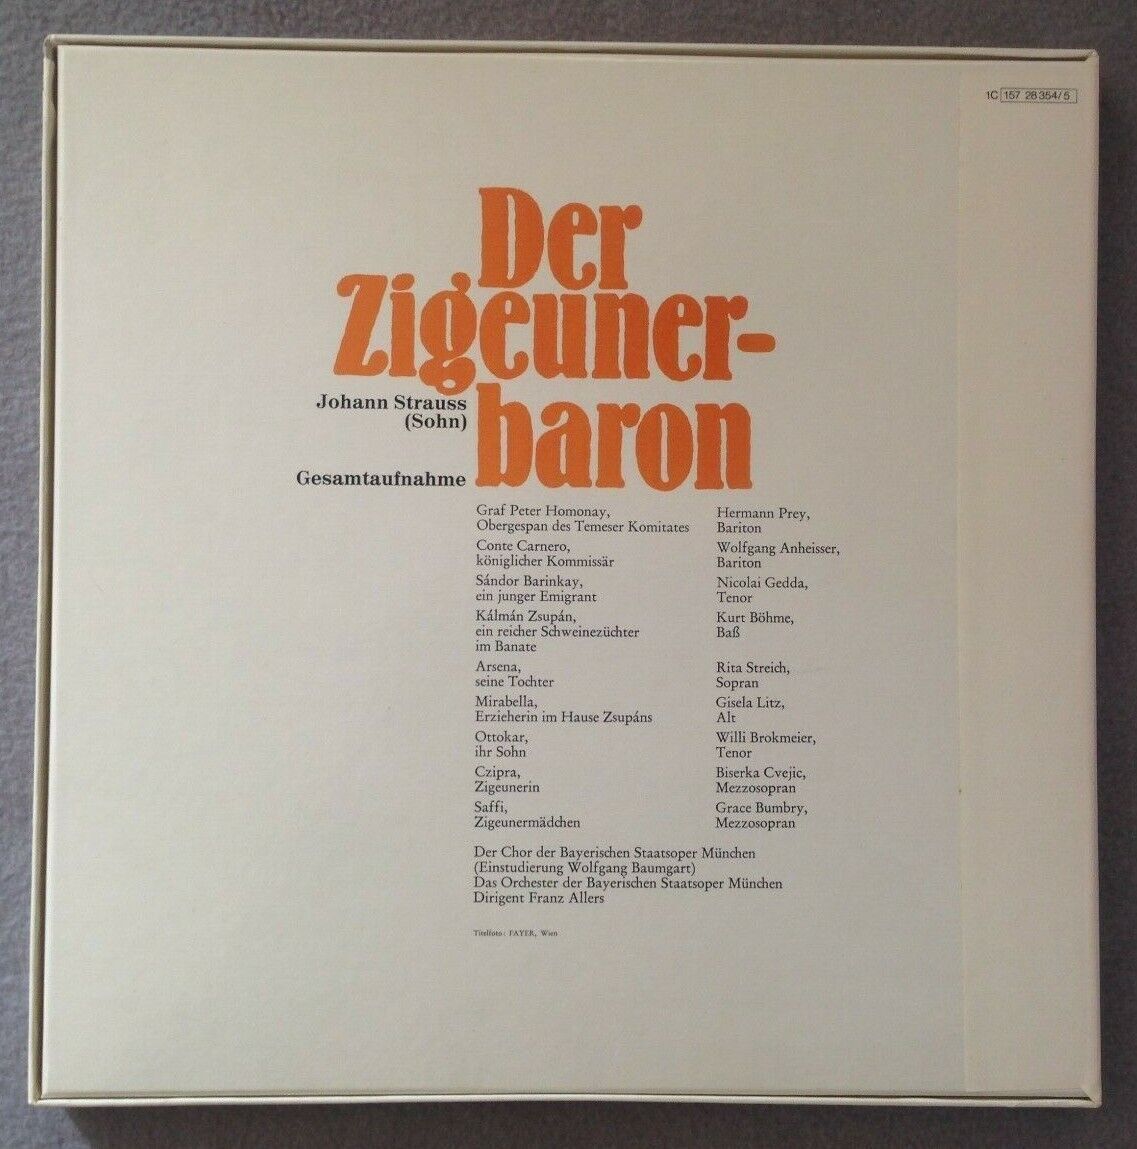 1C 157 28 354/5
Der
Zigeuner-
baron
Johann Strauss
(Sohn)
Gesamtaufnahme
Graf Peter Homonay, Hermann Prey,
Obergespan des Temeser Komitates Bariton
Conte Carnero, Wolfgang Anheisser,
königlicher Kommissär Bariton
Sándor Barinkay, Nicolai Gedda,
ein junger Emigrant Tenor
Kálmán Zsupán, Kurt Böhme,
ein reicher Schweinezüchter Baß
im Banate
Arsena, Rita Streich,
seine Tochter Sopran
Mirabella, Gisela Litz,
Erzieherin im Hause Zsupáns Alt
Ottokar, Willi Brokmeier,
ihr Sohn Tenor
Czipra, Biserka Cvejic,
Zigeunerin Mezzosopran
Saffi, Grace Bumbry,
Zigeunermädchen Mezzosopran
Der Chor der Bayerischen Staatsoper München
(Einstudierung Wolfgang Baumgart)
Das Orchester der Bayerischen Staatsoper München
Dirigent Franz Allers
Titelfoto: FAYER, Wien